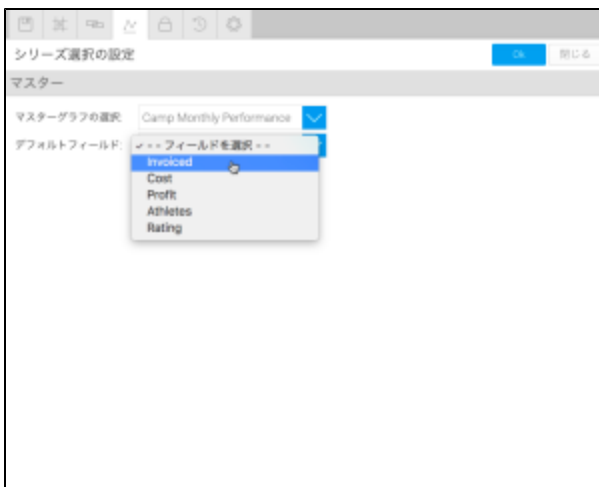 シリーズ選択の設定
Ok 閉じる
マスター
マスターグラフの選択: Camp Monthly Performance
デフォルトフィールド: ✓ - - フィールドを選択 - -
Invoiced
Cost
Profit
Athletes
Rating